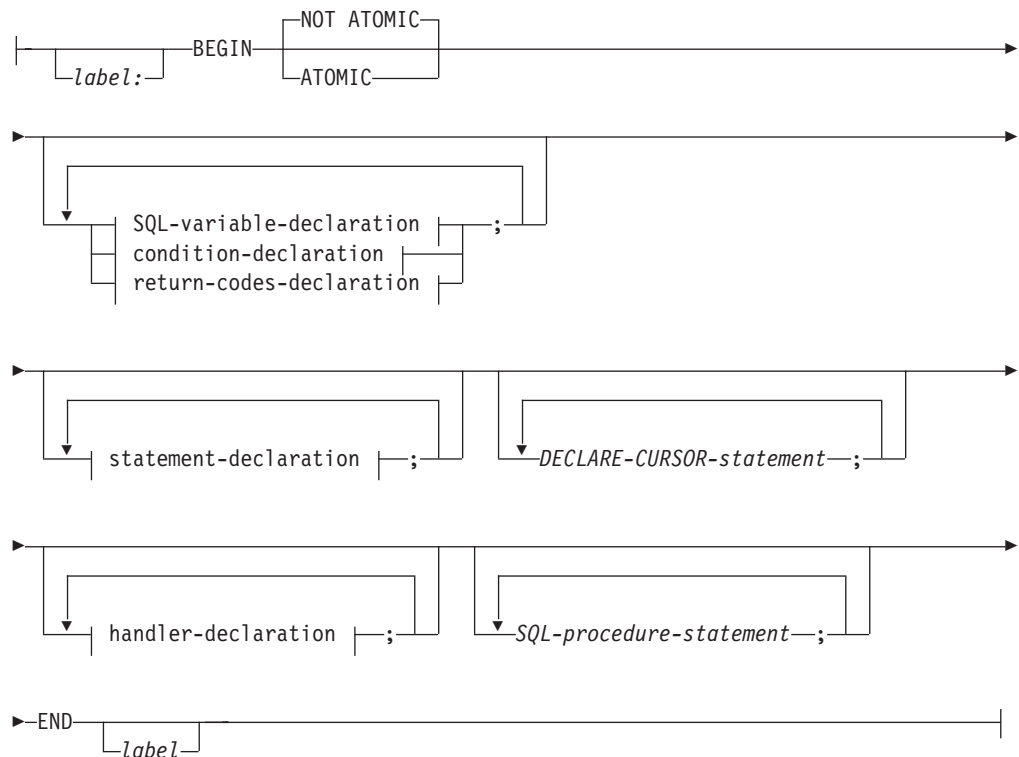 NOT ATOMIC
label: BEGIN
ATOMIC
SQL-variable-declaration ;
condition-declaration
return-codes-declaration
statement-declaration ; DECLARE-CURSOR-statement ;
handler-declaration ; SQL-procedure-statement ;
END
label